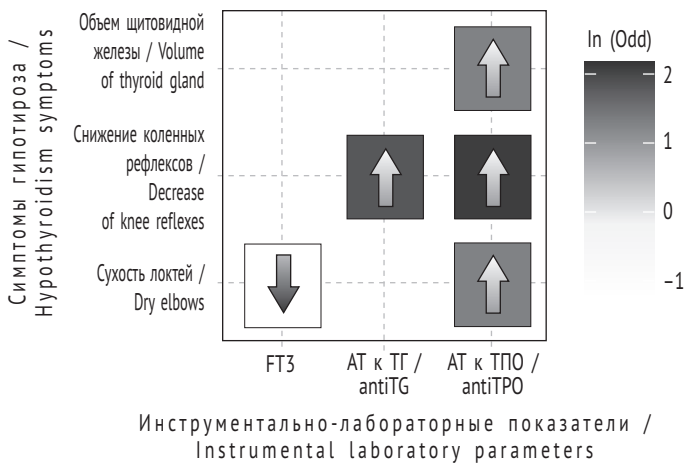 Симптомы гипотироза /
Hypothyroidism symptoms
Объем щитовидной
железы / Volume
of thyroid gland
Снижение коленных
рефлексов /
Decrease
of knee reflexes
Сухость локтей /
Dry elbows
In (Odd)
2
1
0
−1
FT3
АТ к ТГ /
antiTG
АТ к ТПО /
antiTPO
Инструментально-лабораторные показатели /
Instrumental laboratory parameters